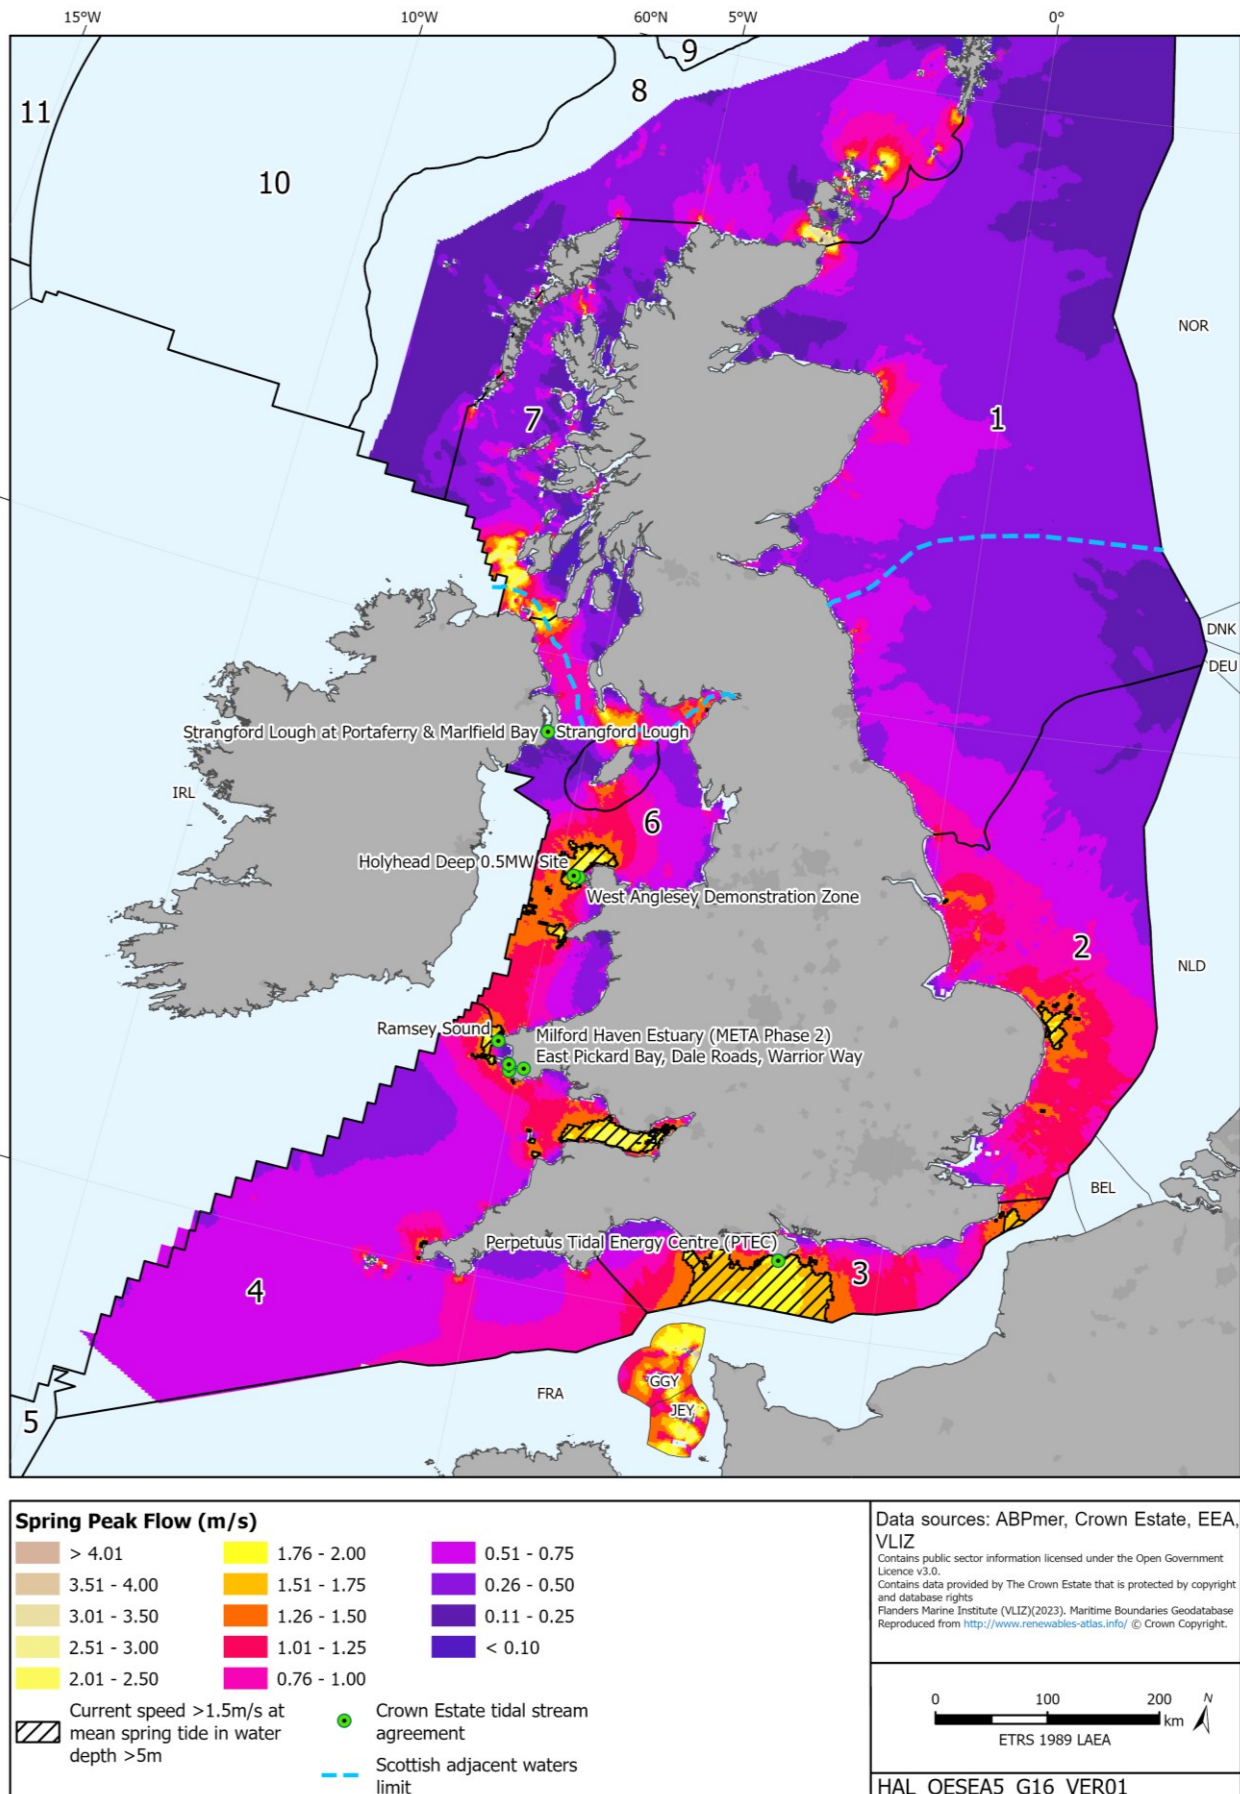 15°W
10°W
60°N
5°W
0°
9
8
11
10
NOR
7
1
DNK
DEU
Strangford Lough at Portaferry & Marlfield Bay
Strangford Lough
IRL
6
Holyhead Deep 0.5MW Site
West Anglesey Demonstration Zone
2
NLD
Ramsey Sound
Milford Haven Estuary (META Phase 2)
East Pickard Bay, Dale Roads, Warrior Way
BEL
Perpetuus Tidal Energy Centre (PTEC)
3
4
GGY
FRA
JEY
5
Spring Peak Flow (m/s)
> 4.01
3.51 - 4.00
3.01 - 3.50
2.51 - 3.00
2.01 - 2.50
1.76 - 2.00
1.51 - 1.75
1.26 - 1.50
1.01 - 1.25
0.76 - 1.00
0.51 - 0.75
0.26 - 0.50
0.11 - 0.25
< 0.10
Current speed >1.5m/s at
mean spring tide in water
depth >5m
Crown Estate tidal stream
agreement
Scottish adjacent waters
limit
Data sources: ABPmer, Crown Estate, EEA,
VLIZ
Contains public sector information licensed under the Open Government
Licence v3.0.
Contains data provided by The Crown Estate that is protected by copyright
and database rights
Flanders Marine Institute (VLIZ)(2023). Maritime Boundaries Geodatabase
Reproduced from http://www.renewables-atlas.info/ © Crown Copyright.
0 100 200
km
N
ETRS 1989 LAEA
HAL_OESEA5_G16_VER01